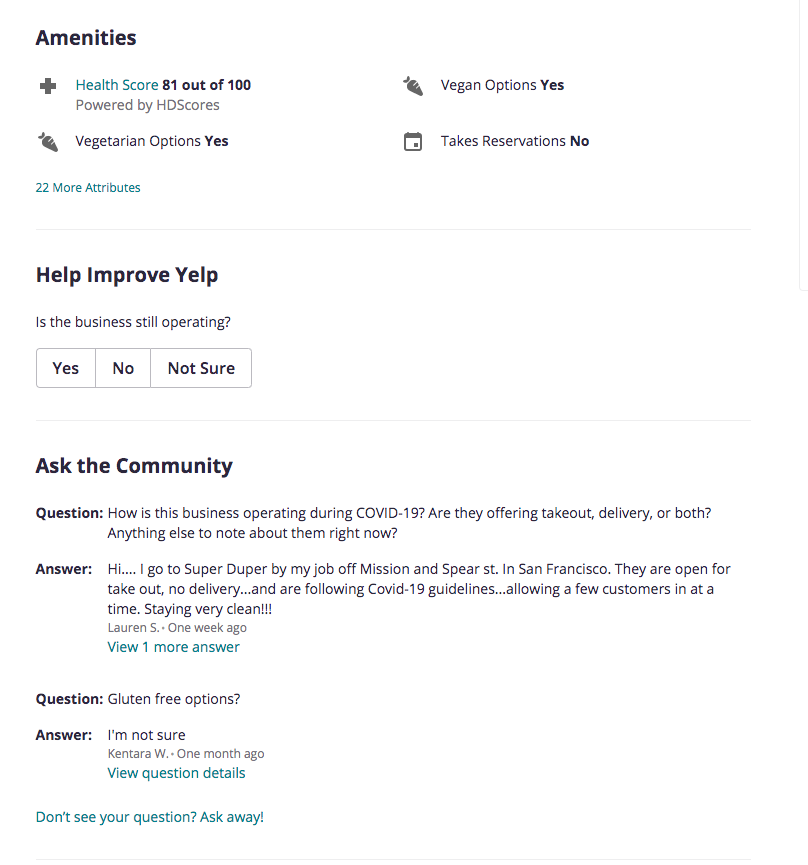 Amenities
Health Score 81 out of 100
Powered by HDScores
Vegan Options Yes
Vegetarian Options Yes
Takes Reservations No
22 More Attributes
Help Improve Yelp
Is the business still operating?
Yes No Not Sure
Ask the Community
Question: How is this business operating during COVID-19? Are they offering takeout, delivery, or both?
Anything else to note about them right now?
Answer: Hi.... I go to Super Duper by my job off Mission and Spear st. In San Francisco. They are open for
take out, no delivery...and are following Covid-19 guidelines...allowing a few customers in at a
time. Staying very clean!!!
Lauren S. · One week ago
View 1 more answer
Question: Gluten free options?
Answer: I'm not sure
Kentara W. · One month ago
View question details
Don’t see your question? Ask away!